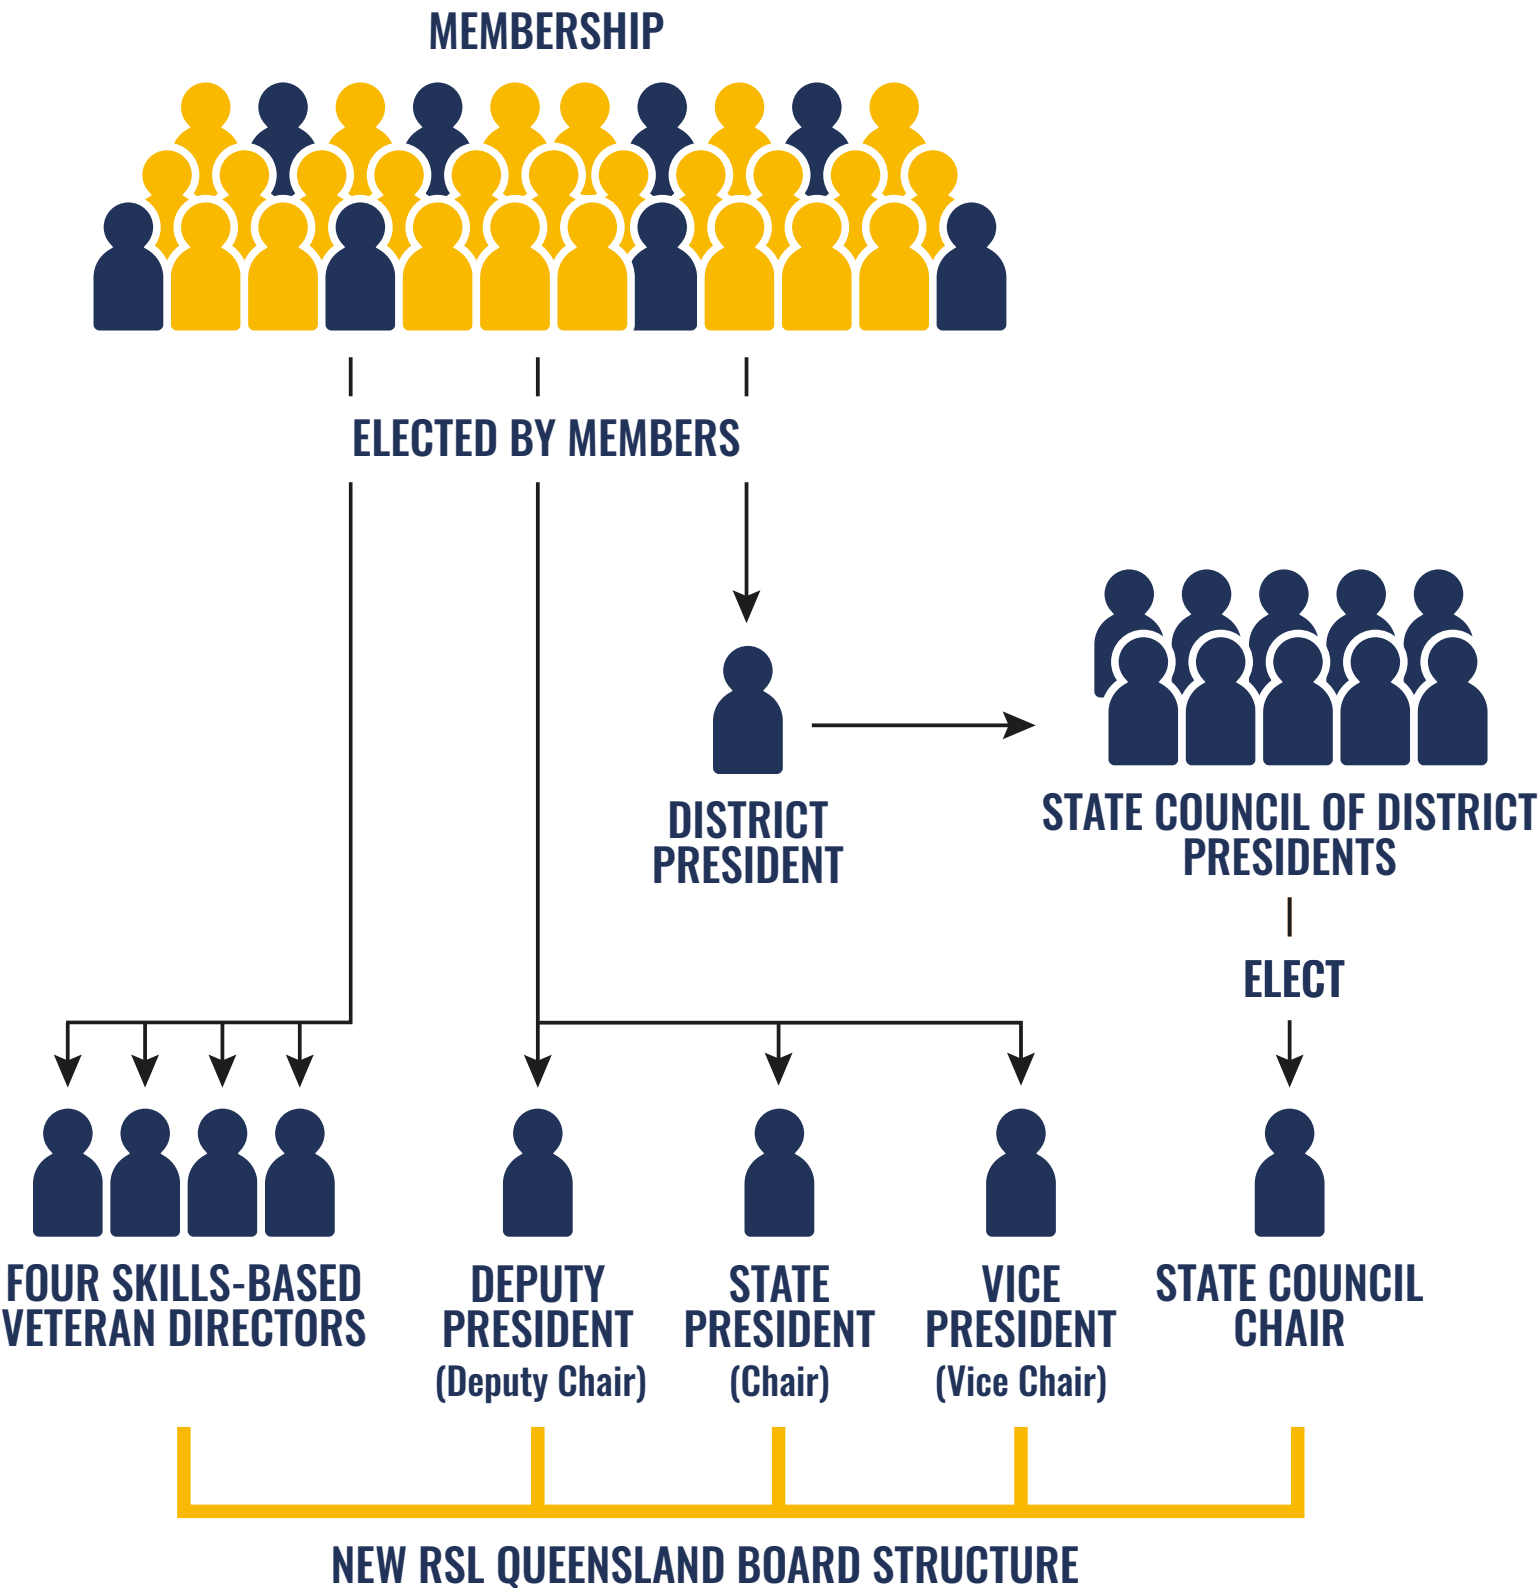 MEMBERSHIP
ELECTED BY MEMBERS
DISTRICT
PRESIDENT
STATE COUNCIL OF DISTRICT
PRESIDENTS
ELECT
FOUR SKILLS-BASED
VETERAN DIRECTORS
DEPUTY
PRESIDENT
(Deputy Chair)
STATE
PRESIDENT
(Chair)
VICE
PRESIDENT
(Vice Chair)
STATE COUNCIL
CHAIR
NEW RSL QUEENSLAND BOARD STRUCTURE